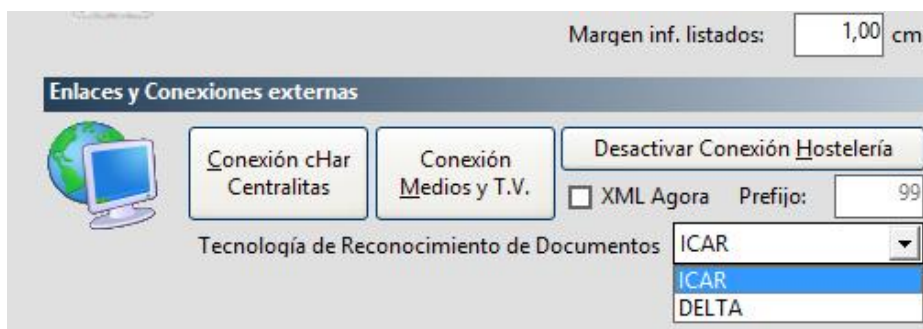 Margen inf. listados: 1,00 cm
Enlaces y Conexiones externas
Conexión cHar
Centralitas
Conexión
Medios y T.V.
Desactivar Conexión Hostelería
XML Agora Prefijo: 99
Tecnología de Reconocimiento de Documentos ICAR
ICAR
DELTA